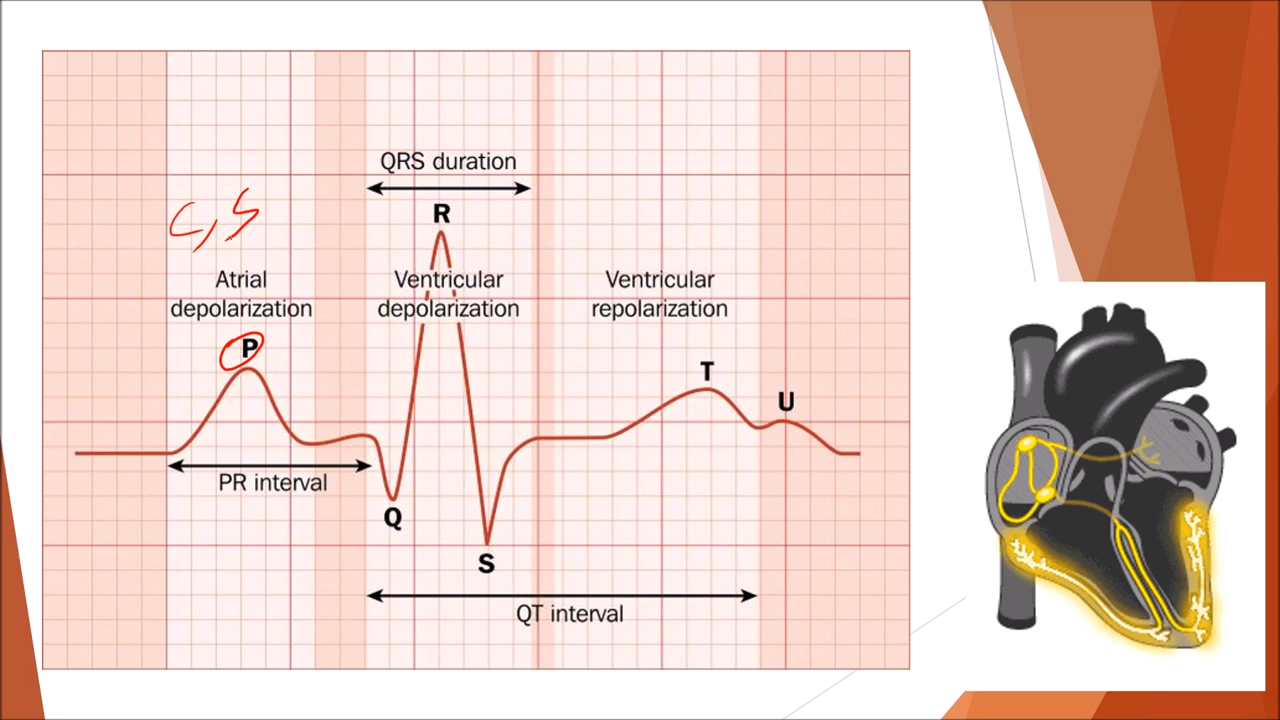 QRS duration
R
Atrial
depolarization
Ventricular
depolarization
Ventricular
repolarization
P
T
U
PR interval
Q
S
QT interval